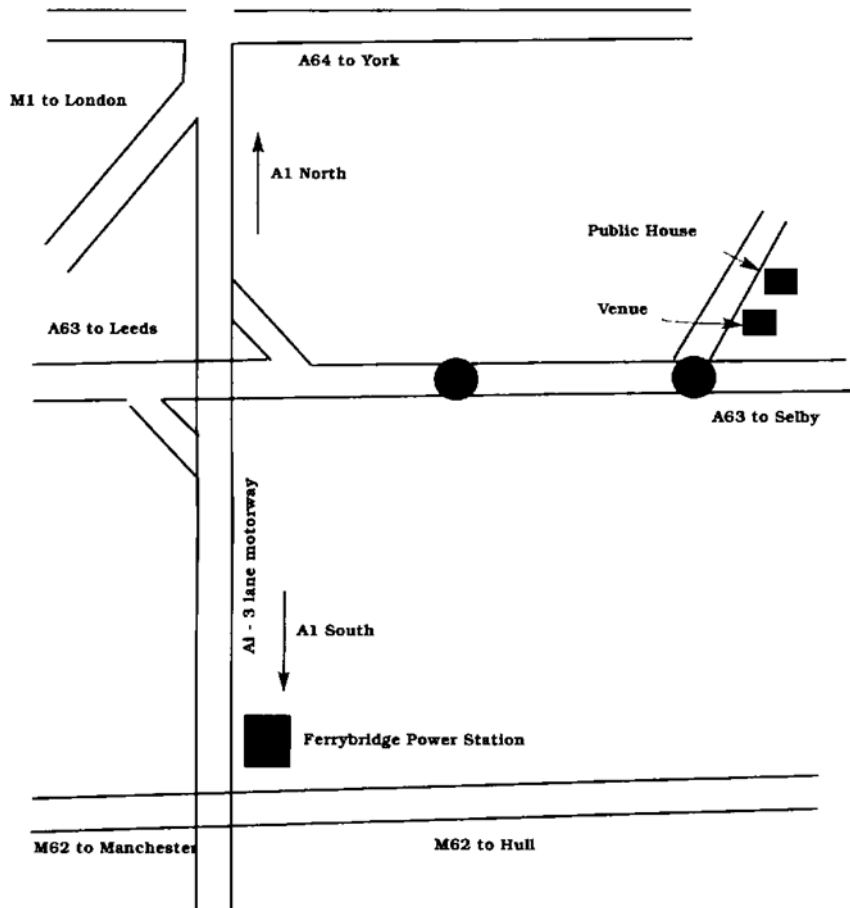 A64 to York
M1 to London
A1 North
Public House
Venue
A63 to Leeds
A63 to Selby
A1 - 3 lane motorway
A1 South
Ferrybridge Power Station
M62 to Manchester
M62 to Hull